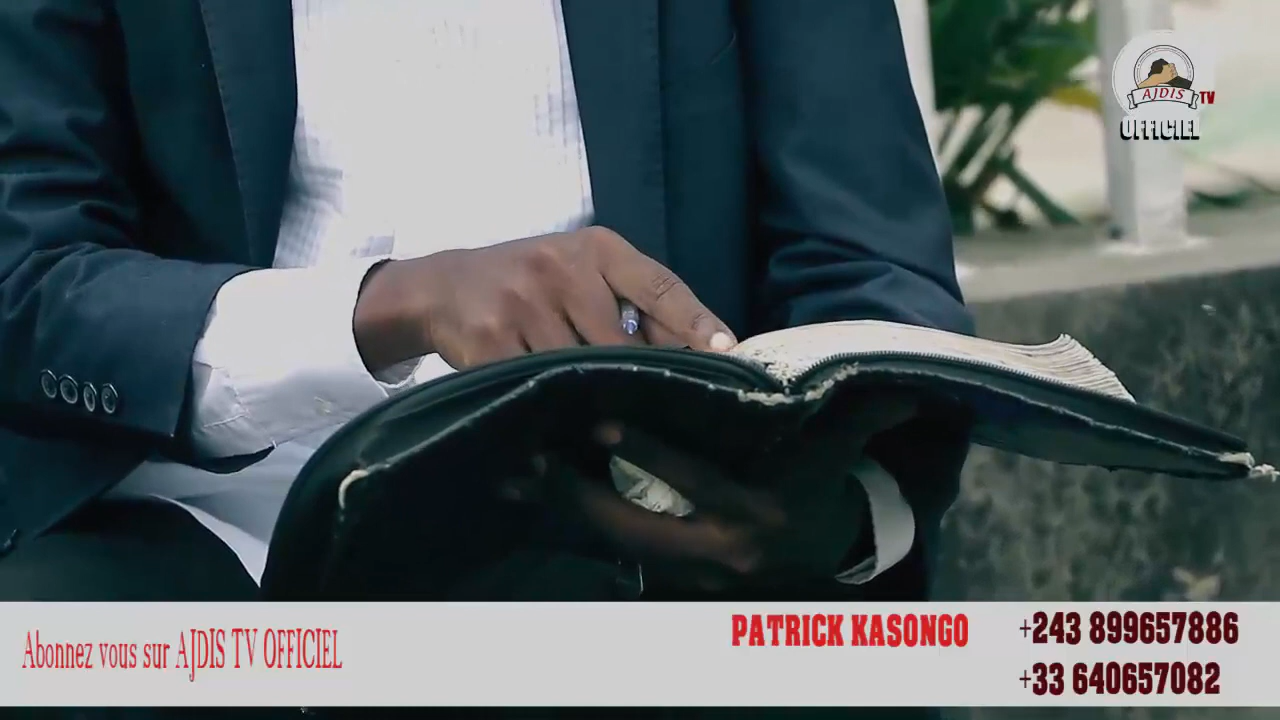 AJDIS TV
OFFICIEL
Abonnez vous sur AJDIS TV OFFICIEL
PATRICK KASONGO
+243 899657886
+33 640657082